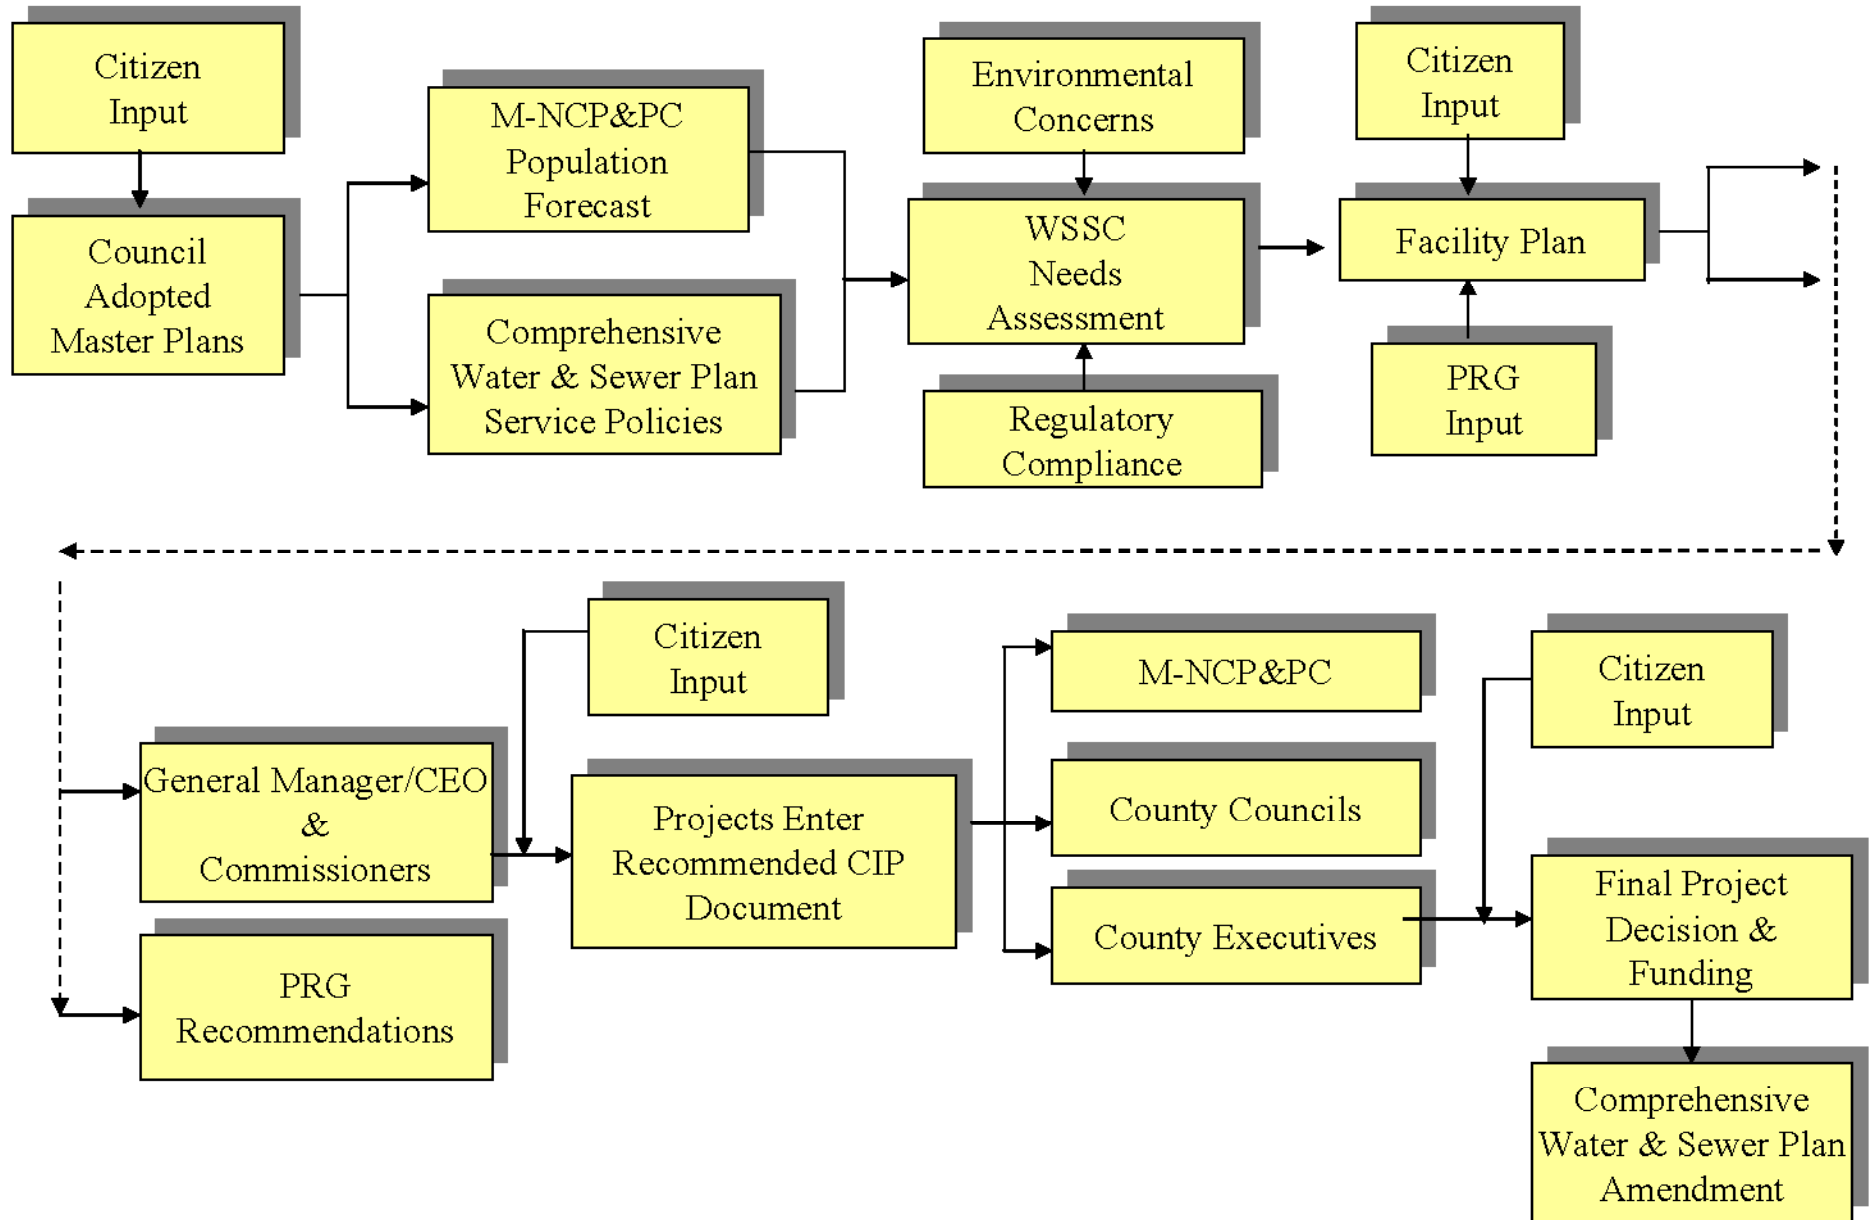 Citizen
Input
Council
Adopted
Master Plans
M-NCP&PC
Population
Forecast
Comprehensive
Water & Sewer Plan
Service Policies
Environmental
Concerns
WSSC
Needs
Assessment
Regulatory
Compliance
Citizen
Input
Facility Plan
PRG
Input
General Manager/CEO
&
Commissioners
PRG
Recommendations
Citizen
Input
Projects Enter
Recommended CIP
Document
M-NCP&PC
County Councils
County Executives
Citizen
Input
Final Project
Decision &
Funding
Comprehensive
Water & Sewer Plan
Amendment